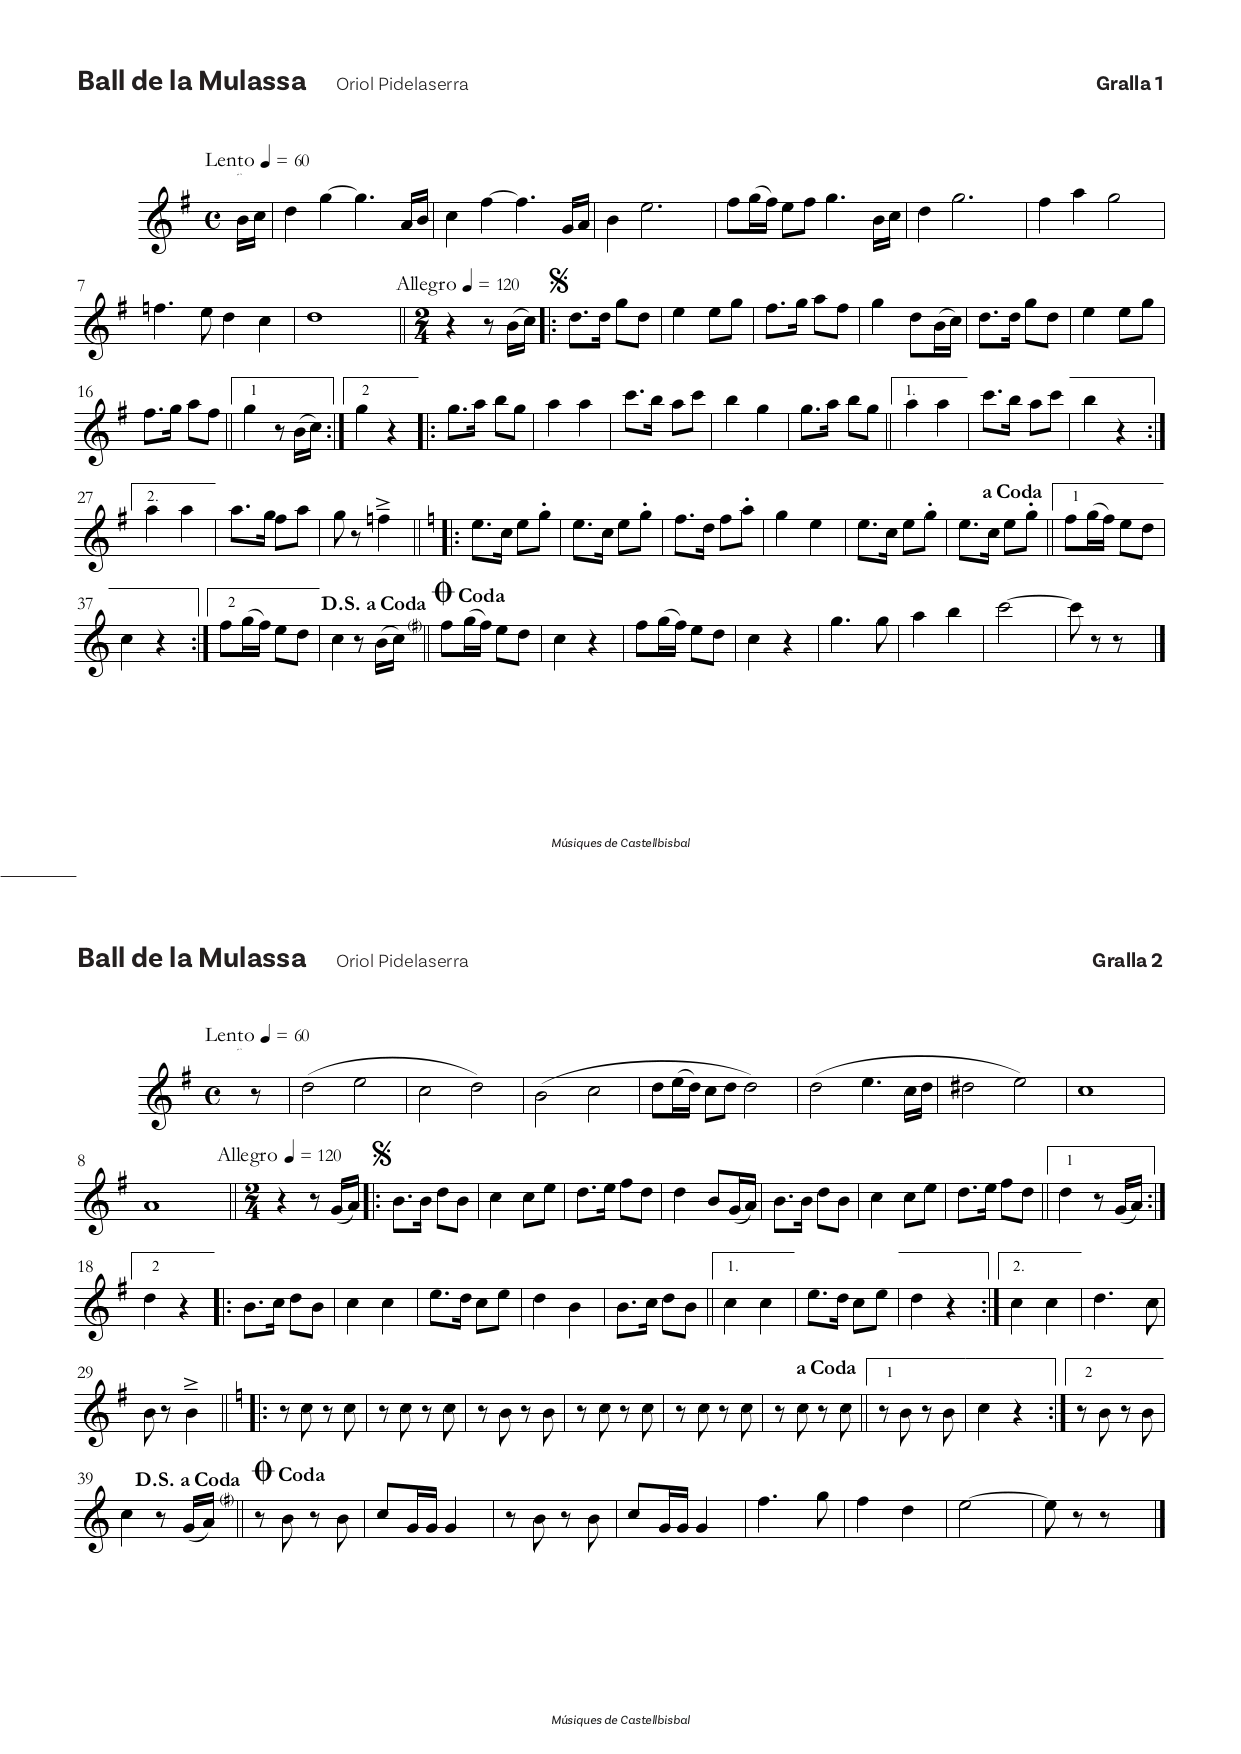 Ball de la Mulassa Oriol Pidelaserra Gralla 1
Lento = 60
7 Allegro = 120
16 1 2 1.
27 2. a Coda 1
37 2 D.S. a Coda Coda
Músiques de Castellbisbal
Ball de la Mulassa Oriol Pidelaserra Gralla 2
Lento = 60
8 Allegro = 120 1
18 2 1. 2.
29 a Coda 1 2
39 D.S. a Coda Coda
Músiques de Castellbisbal